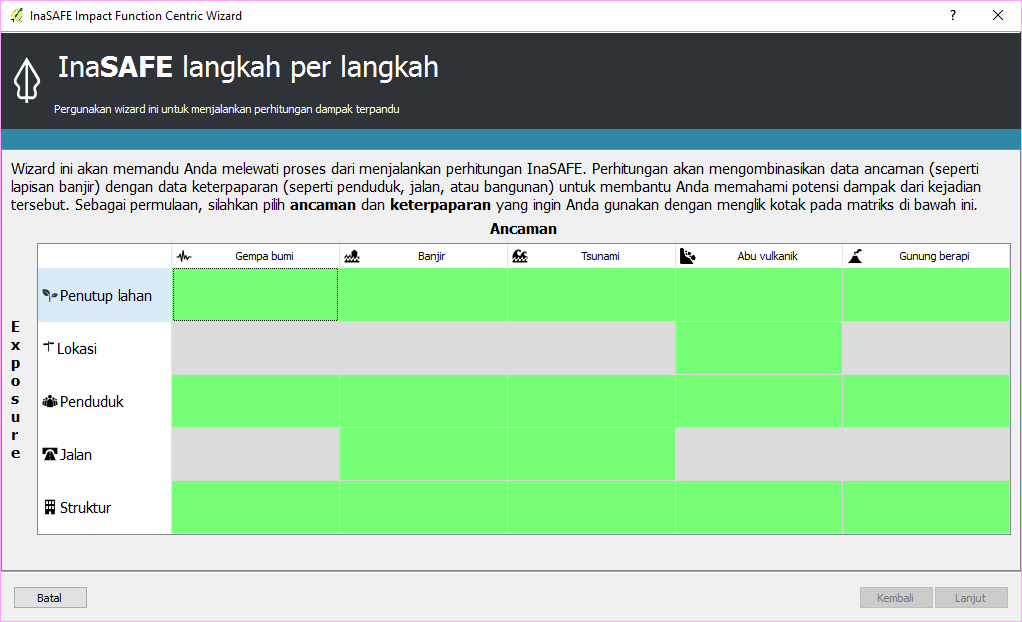 InaSAFE Impact Function Centric Wizard
?
InaSAFE langkah per langkah
Pergunakan wizard ini untuk menjalankan perhitungan dampak terpandu
Wizard ini akan memandu Anda melewati proses dari menjalankan perhitungan InaSAFE. Perhitungan akan mengombinasikan data ancaman (seperti
lapisan banjir) dengan data keterpaparan (seperti penduduk, jalan, atau bangunan) untuk membantu Anda memahami potensi dampak dari kejadian
tersebut. Sebagai permulaan, silahkan pilih ancaman dan keterpaparan yang ingin Anda gunakan dengan menglik kotak pada matriks di bawah ini.
Ancaman
Gempa bumi Banjir Tsunami Abu vulkanik Gunung berapi
Exposure
Penutup lahan
Lokasi
Penduduk
Jalan
Struktur
Batal Kembali Lanjut